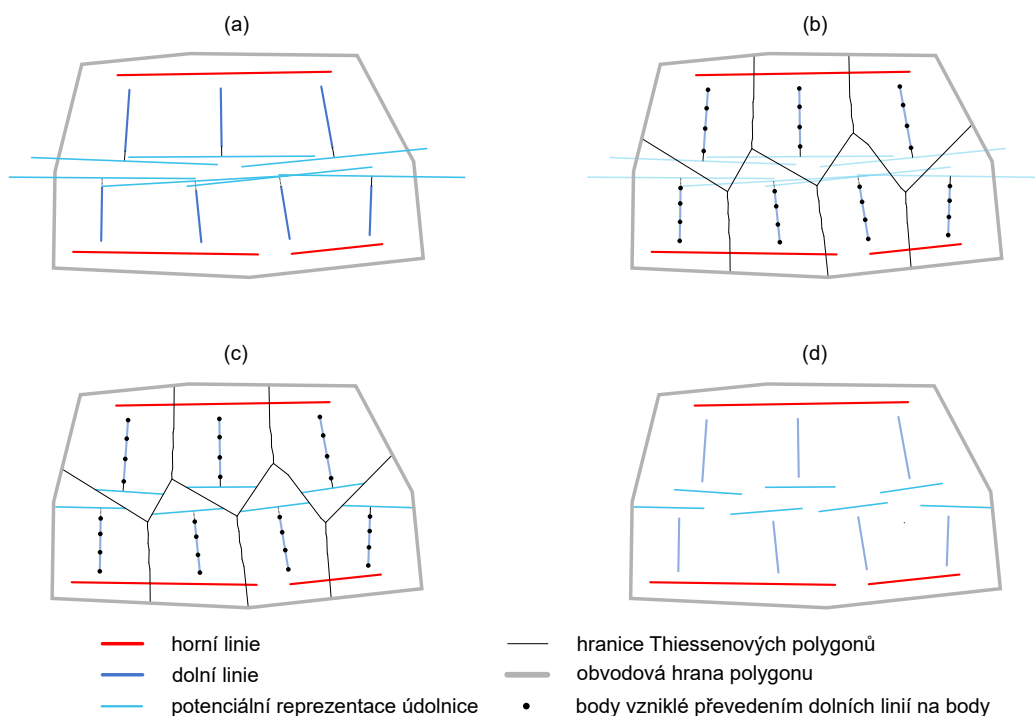 (a)
(b)
(c)
(d)
horní linie
dolní linie
potenciální reprezentace údolnice
hranice Thiessenových polygonů
obvodová hrana polygonu
body vzniklé převedením dolních linií na body